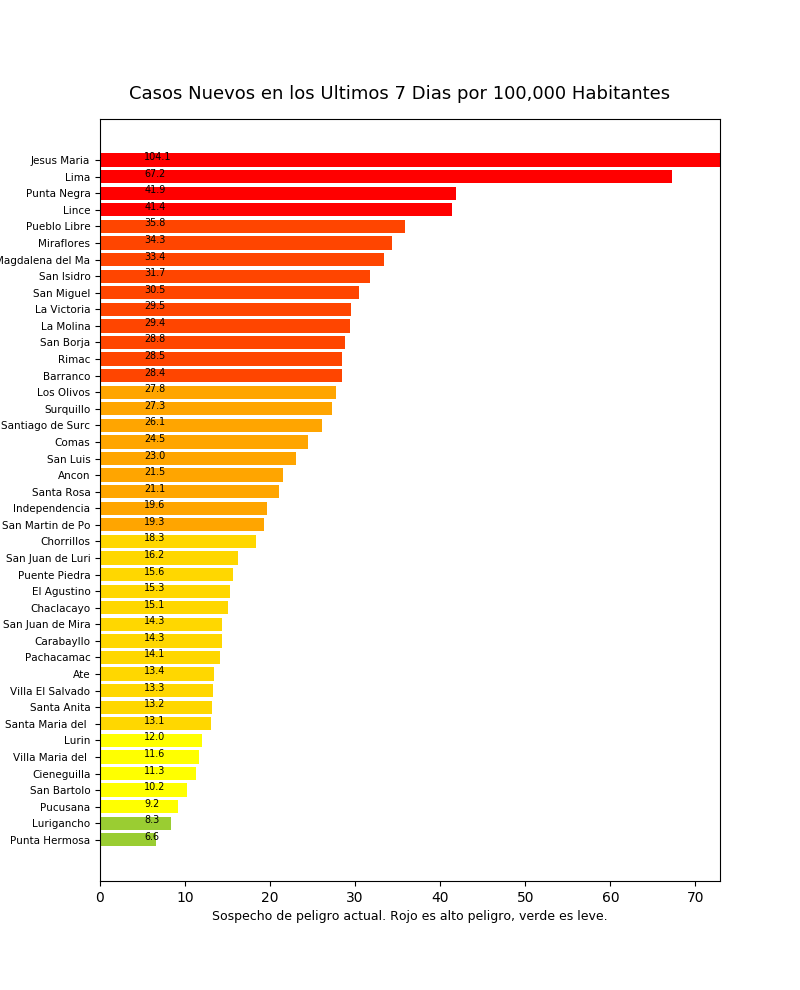 Casos Nuevos en los Ultimos 7 Dias por 100,000 Habitantes
Jesus Maria 104.1
Lima 67.2
Punta Negra 41.9
Lince 41.4
Pueblo Libre 35.8
Miraflores 34.3
Magdalena del Ma 33.4
San Isidro 31.7
San Miguel 30.5
La Victoria 29.5
La Molina 29.4
San Borja 28.8
Rimac 28.5
Barranco 28.4
Los Olivos 27.8
Surquillo 27.3
Santiago de Surc 26.1
Comas 24.5
San Luis 23.0
Ancon 21.5
Santa Rosa 21.1
Independencia 19.6
San Martin de Po 19.3
Chorrillos 18.3
San Juan de Luri 16.2
Puente Piedra 15.6
El Agustino 15.3
Chaclacayo 15.1
San Juan de Mira 14.3
Carabayllo 14.3
Pachacamac 14.1
Ate 13.4
Villa El Salvado 13.3
Santa Anita 13.2
Santa Maria del 13.1
Lurin 12.0
Villa Maria del 11.6
Cieneguilla 11.3
San Bartolo 10.2
Pucusana 9.2
Lurigancho 8.3
Punta Hermosa 6.6
0 10 20 30 40 50 60 70
Sospecho de peligro actual. Rojo es alto peligro, verde es leve.